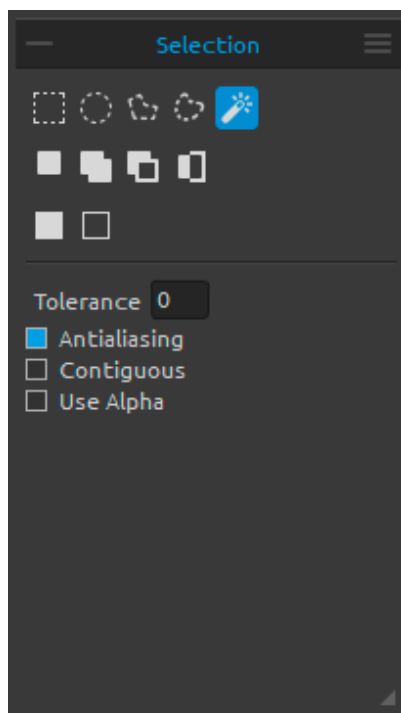 Selection
Tolerance 0
Antialiasing
Contiguous
Use Alpha